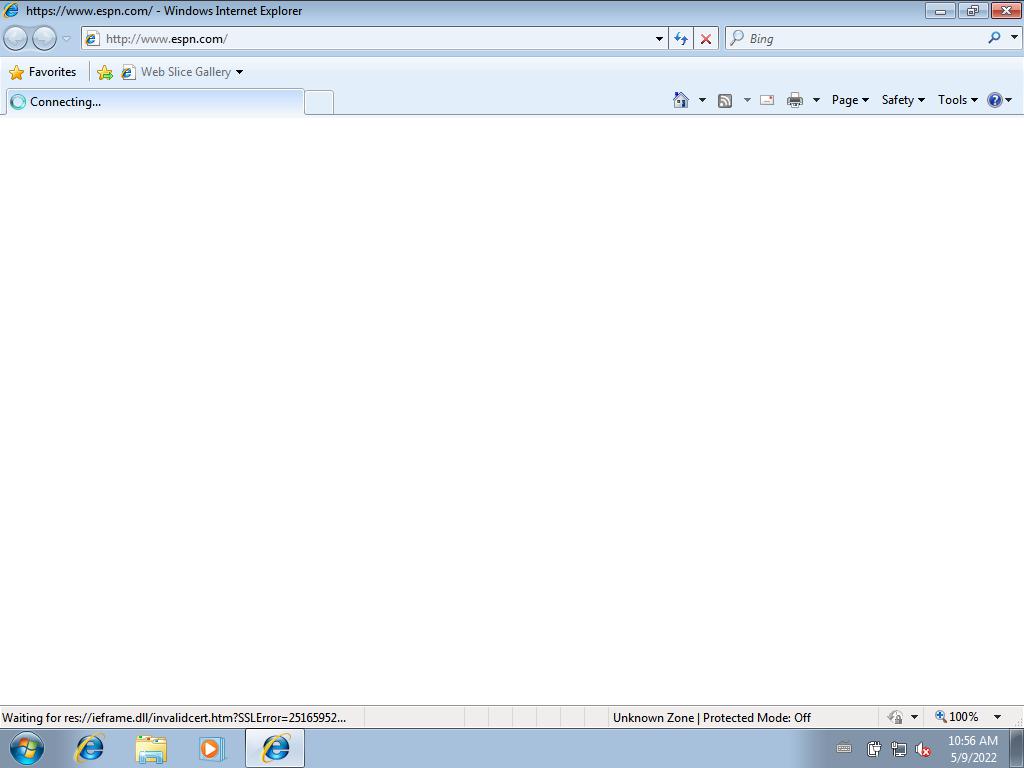 https://www.espn.com/ - Windows Internet Explorer
http://www.espn.com/
Bing
Favorites
Web Slice Gallery
Connecting...
Page
Safety
Tools
Waiting for res://ieframe.dll/invalidcert.htm?SSLError=25165952...
Unknown Zone | Protected Mode: Off
100%
10:56 AM
5/9/2022